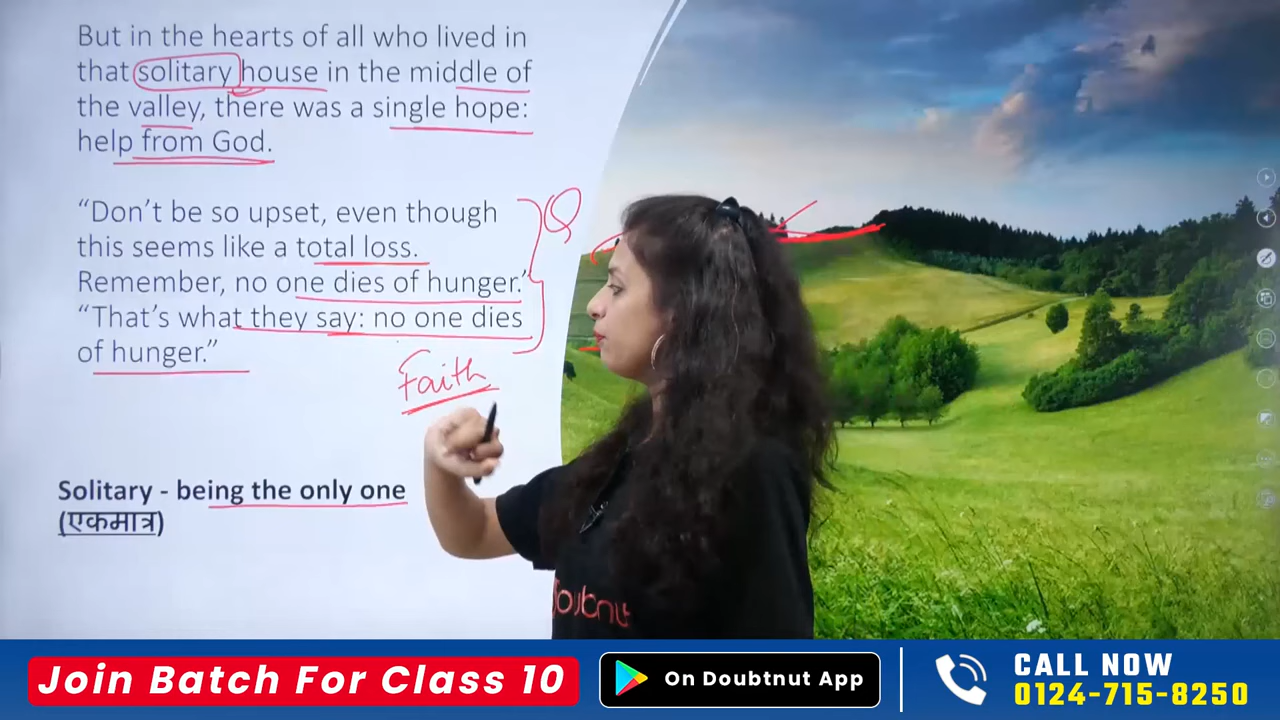 But in the hearts of all who lived in
that solitary house in the middle of
the valley, there was a single hope:
help from God.
“Don’t be so upset, even though
this seems like a total loss.
Remember, no one dies of hunger.”
“That’s what they say: no one dies
of hunger.”
Faith
Solitary - being the only one
(एकमात्र)
Doubtnut
Join Batch For Class 10
On Doubtnut App
CALL NOW
0124-715-8250